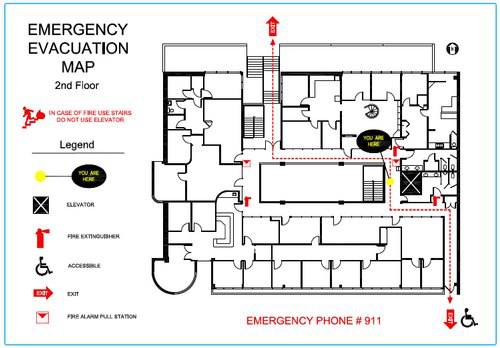 EMERGENCY
EVACUATION
MAP
2nd Floor
IN CASE OF FIRE USE STAIRS
DO NOT USE ELEVATOR
Legend
YOU ARE
HERE
ELEVATOR
FIRE EXTINGUISHER
ACCESSIBLE
EXIT
EXIT
FIRE ALARM PULL STATION
EXIT
YOU ARE
HERE
EXIT
EMERGENCY PHONE # 911